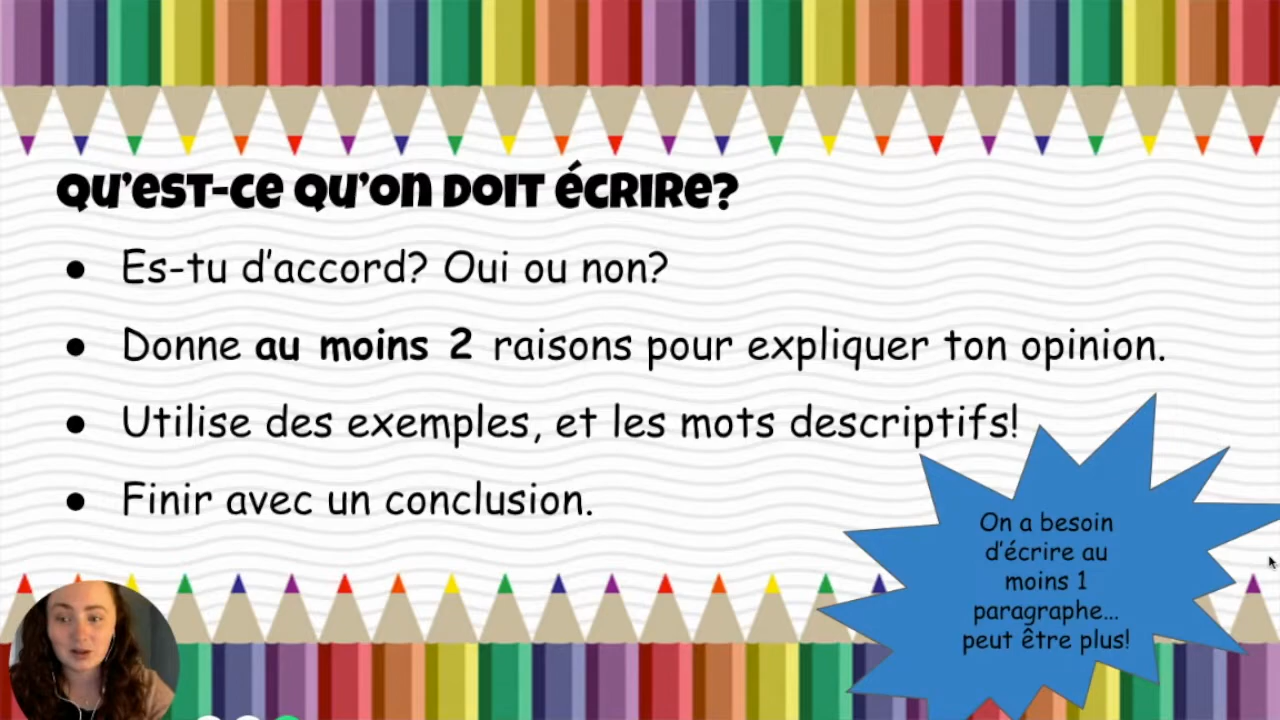 Qu'est-ce qu'on doit écrire?
Es-tu d'accord? Oui ou non?
Donne au moins 2 raisons pour expliquer ton opinion.
Utilise des exemples, et les mots descriptifs!
Finir avec un conclusion.
On a besoin
d'écrire au
moins 1
paragraphe...
peut être plus!